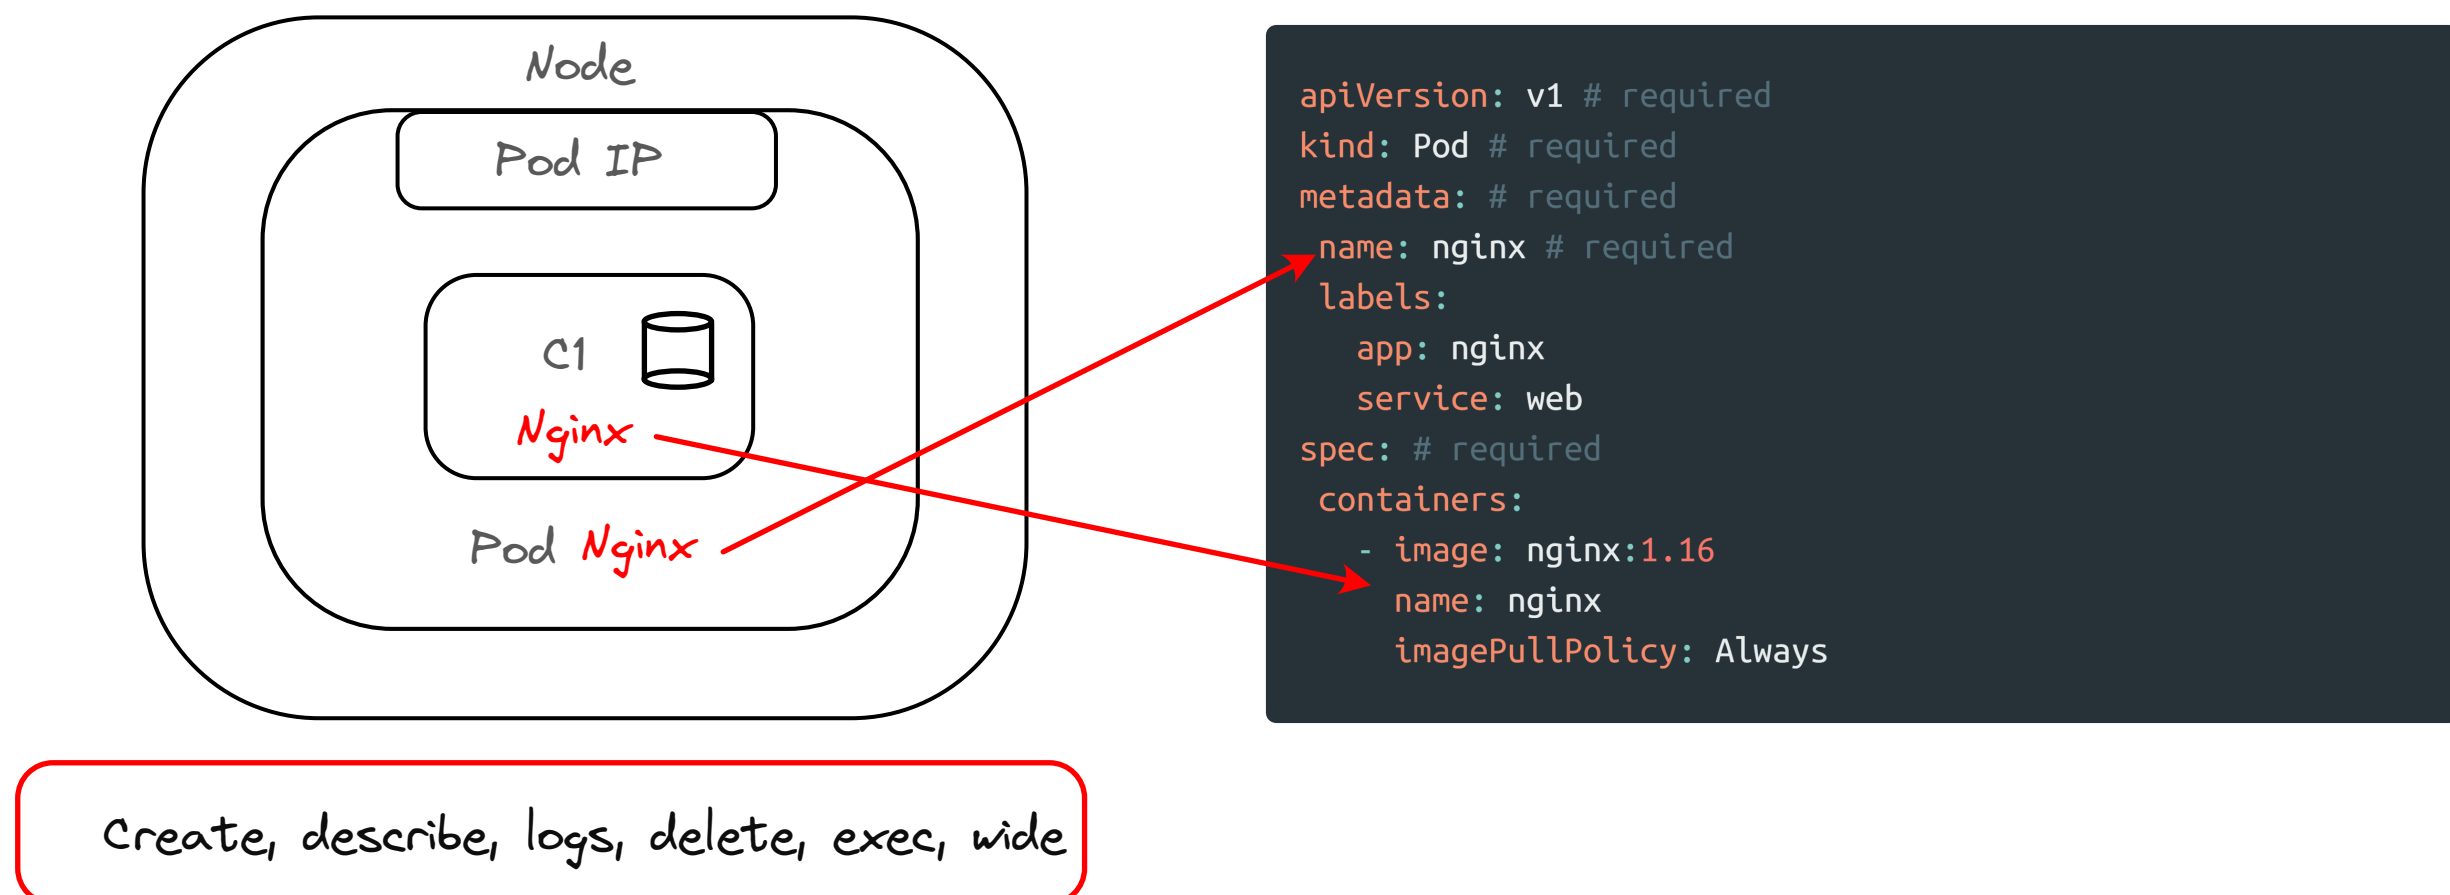 Node
Pod IP
C1
Nginx
Pod Nginx
Create, describe, logs, delete, exec, wide
apiVersion: v1 # required
kind: Pod # required
metadata: # required
 name: nginx # required
 labels:
   app: nginx
   service: web
spec: # required
 containers:
   - image: nginx:1.16
     name: nginx
     imagePullPolicy: Always